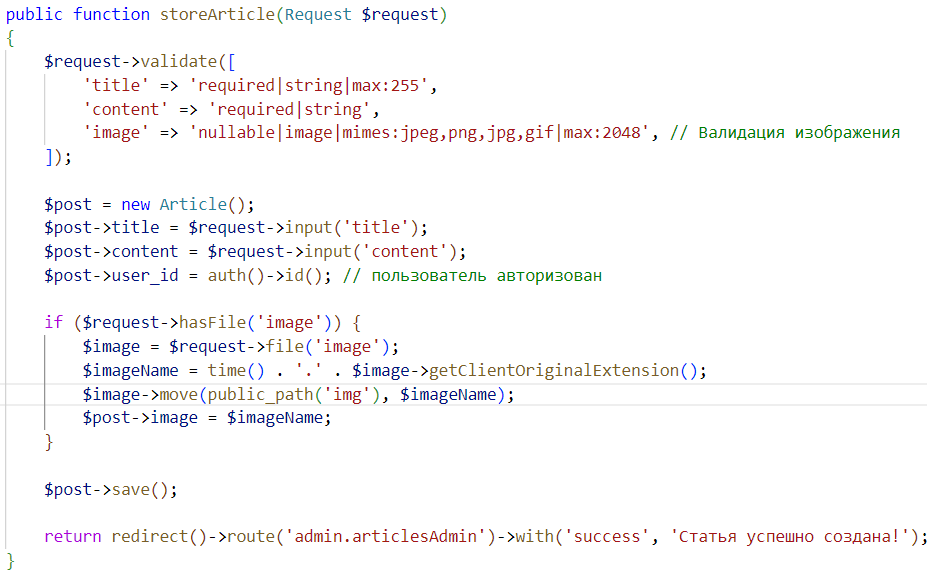 public function storeArticle(Request $request)
{
    $request->validate([
        'title' => 'required|string|max:255',
        'content' => 'required|string',
        'image' => 'nullable|image|mimes:jpeg,png,jpg,gif|max:2048', // Валидация изображения
    ]);

    $post = new Article();
    $post->title = $request->input('title');
    $post->content = $request->input('content');
    $post->user_id = auth()->id(); // пользователь авторизован

    if ($request->hasFile('image')) {
        $image = $request->file('image');
        $imageName = time() . '.' . $image->getClientOriginalExtension();
        $image->move(public_path('img'), $imageName);
        $post->image = $imageName;
    }

    $post->save();

    return redirect()->route('admin.articlesAdmin')->with('success', 'Статья успешно создана!');
}